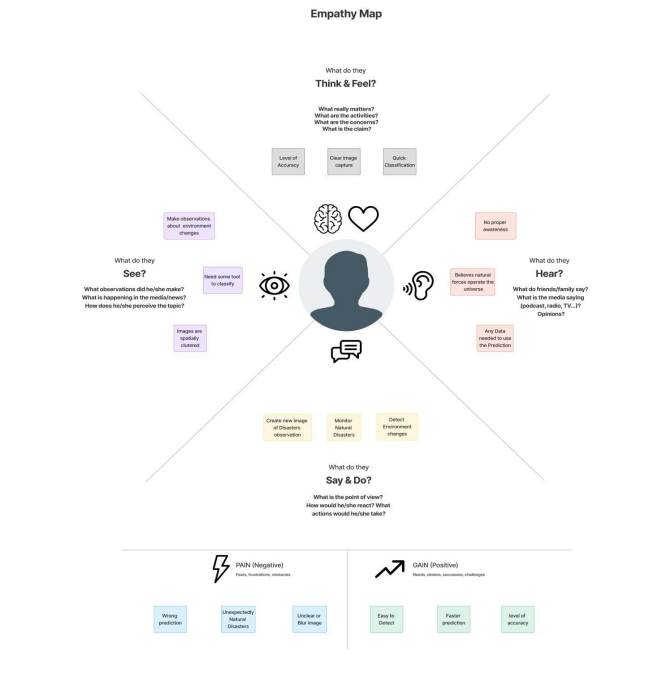 Empathy Map
What do they
Think & Feel?
What really matters?
What are the activities?
What are the concerns?
What is the claim?
Level of
Accuracy
Clear image
capture
Quick
Classification
Make observations
about environment
changes
What do they
See?
What observations did he/she make?
What is happening in the media/news?
How does he/she perceive the topic?
Need some tool
to classify
Images are
spatially
clutered
No proper
awareness
Believes natural
forces operate the
universe
What do they
Hear?
What do friends/family say?
What is the media saying
(podcast, radio, TV...)?
Opinions?
Any Data
needed to use
the Prediction
Create new image
of Disasters
observation
Monitor
Natural
Disasters
Detect
Environment
changes
What do they
Say & Do?
What is the point of view?
How would he/she react? What
actions would he/she take?
PAIN (Negative)
Fears, frustrations, obstacles
GAIN (Positive)
Needs, desires, successes, challenges
Wrong
prediction
Unexpectedly
Natural
Disasters
Unclear or
Blur Image
Easy to
Detect
Faster
prediction
level of
accuracy